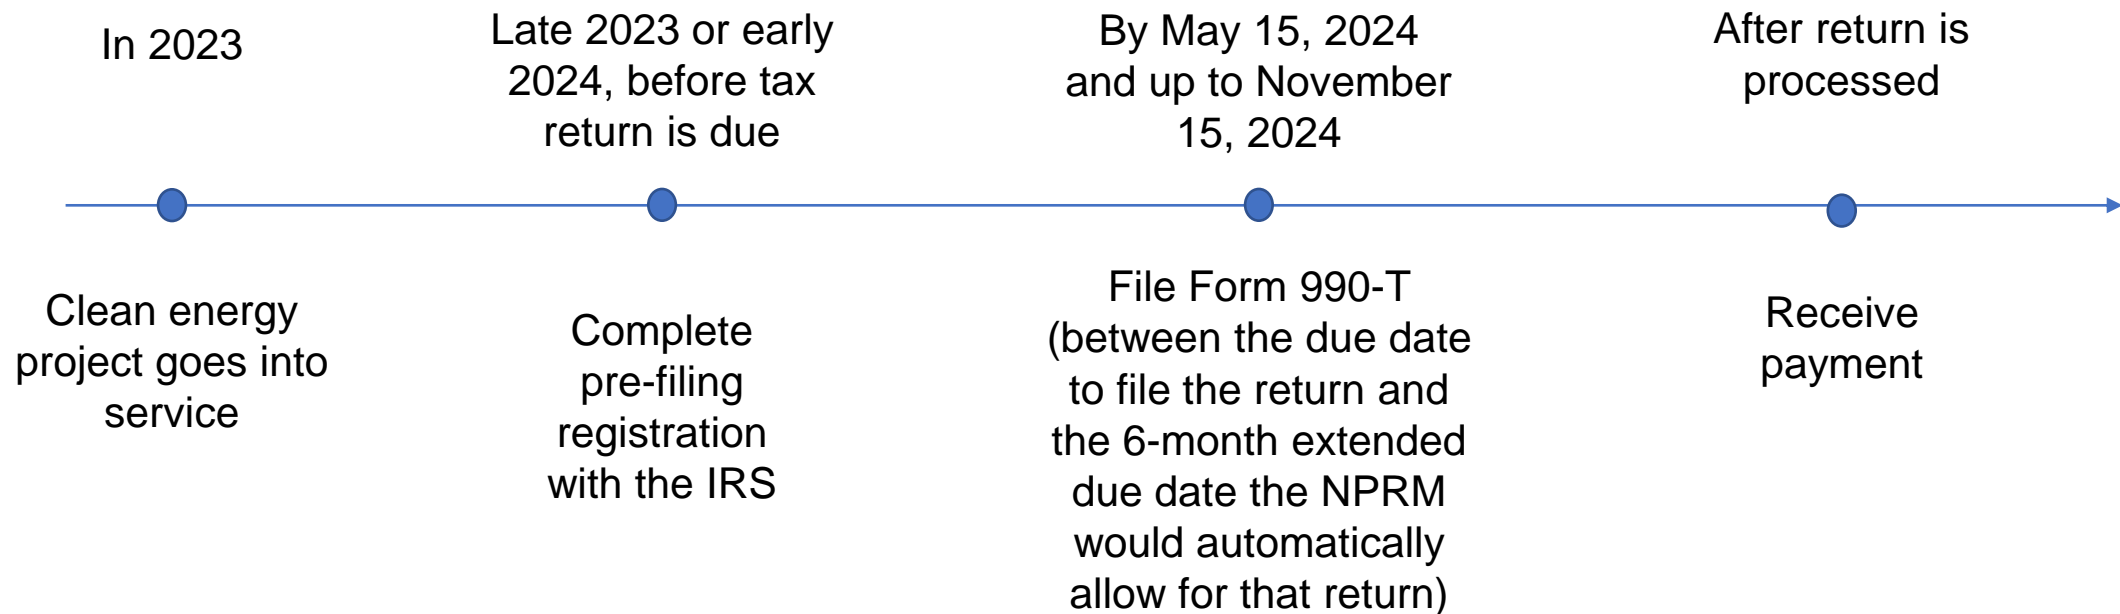 In 2023
Late 2023 or early
2024, before tax
return is due
By May 15, 2024
and up to November
15, 2024
After return is
processed
Clean energy
project goes into
service
Complete
pre-filing
registration
with the IRS
File Form 990-T
(between the due date
to file the return and
the 6-month extended
due date the NPRM
would automatically
allow for that return)
Receive
payment